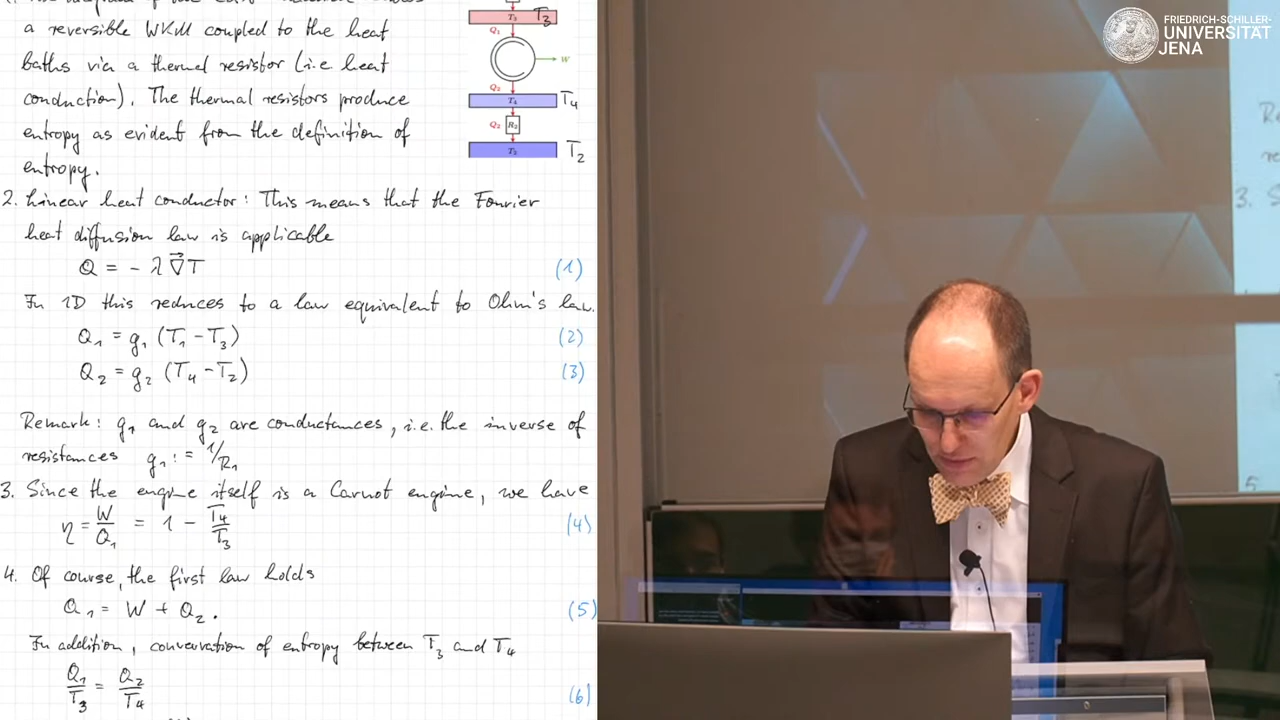 a reversible WKM coupled to the heat
baths via a thermal resistor (i.e. heat
conduction). The thermal resistors produce
entropy as evident from the definition of
entropy.
T₃ T₃
Q₁
W
Q₂
T₄ T₄
Q₂ R₂
T₂ T₂
2. Linear heat conductor: This means that the Fourier
heat diffusion law is applicable
Q = - λ ∇⃗T (1)
In 1D this reduces to a law equivalent to Ohm's law.
Q₁ = g₁ (T₁ - T₃) (2)
Q₂ = g₂ (T₄ - T₂) (3)
Remark: g₁ and g₂ are conductances, i.e. the inverse of
resistances g₁ := 1/R₁
3. Since the engine itself is a Carnot engine, we have
η = W/Q₁ = 1 - T₄/T₃ (4)
4. Of course, the first law holds
Q₁ = W + Q₂. (5)
In addition, conservation of entropy between T₃ and T₄
Q₁/T₃ = Q₂/T₄ (6)
FRIEDRICH-SCHILLER-
UNIVERSITÄT
JENA
3. S
5.